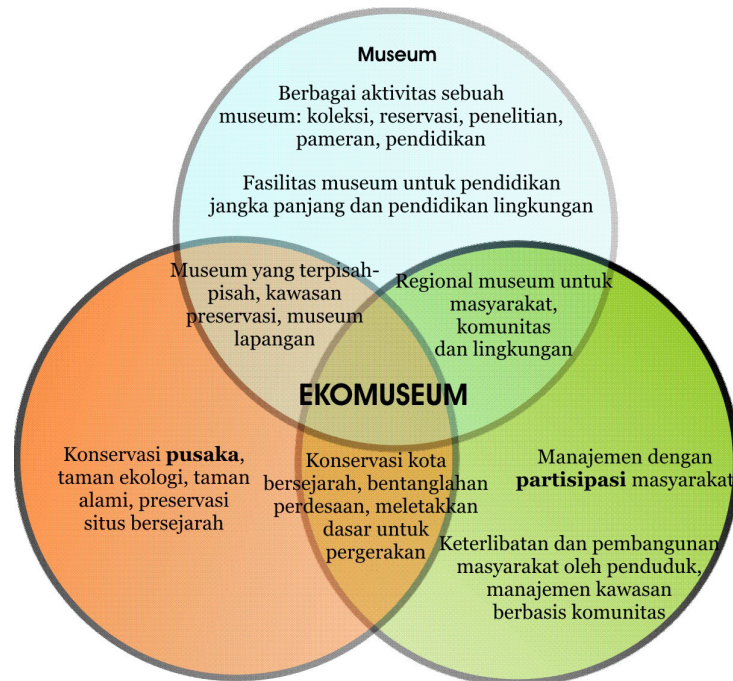 Museum
Berbagai aktivitas sebuah
museum: koleksi, reservasi, penelitian,
pameran, pendidikan
Fasilitas museum untuk pendidikan
jangka panjang dan pendidikan lingkungan
Museum yang terpisah-
pisah, kawasan
preservasi, museum
lapangan
Regional museum untuk
masyarakat,
komunitas
dan lingkungan
EKOMUSEUM
Konservasi pusaka,
taman ekologi, taman
alami, preservasi
situs bersejarah
Konservasi kota
bersejarah, bentanglahan
perdesaan, meletakkan
dasar untuk
pergerakan
Manajemen dengan
partisipasi masyarakat
Keterlibatan dan pembangunan
masyarakat oleh penduduk,
manajemen kawasan
berbasis komunitas